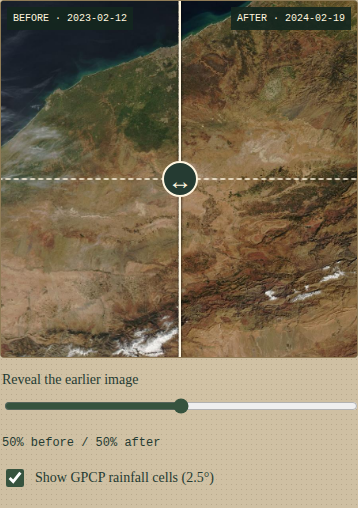 BEFORE · 2023-02-12
AFTER · 2024-02-19
Reveal the earlier image
50% before / 50% after
Show GPCP rainfall cells (2.5°)